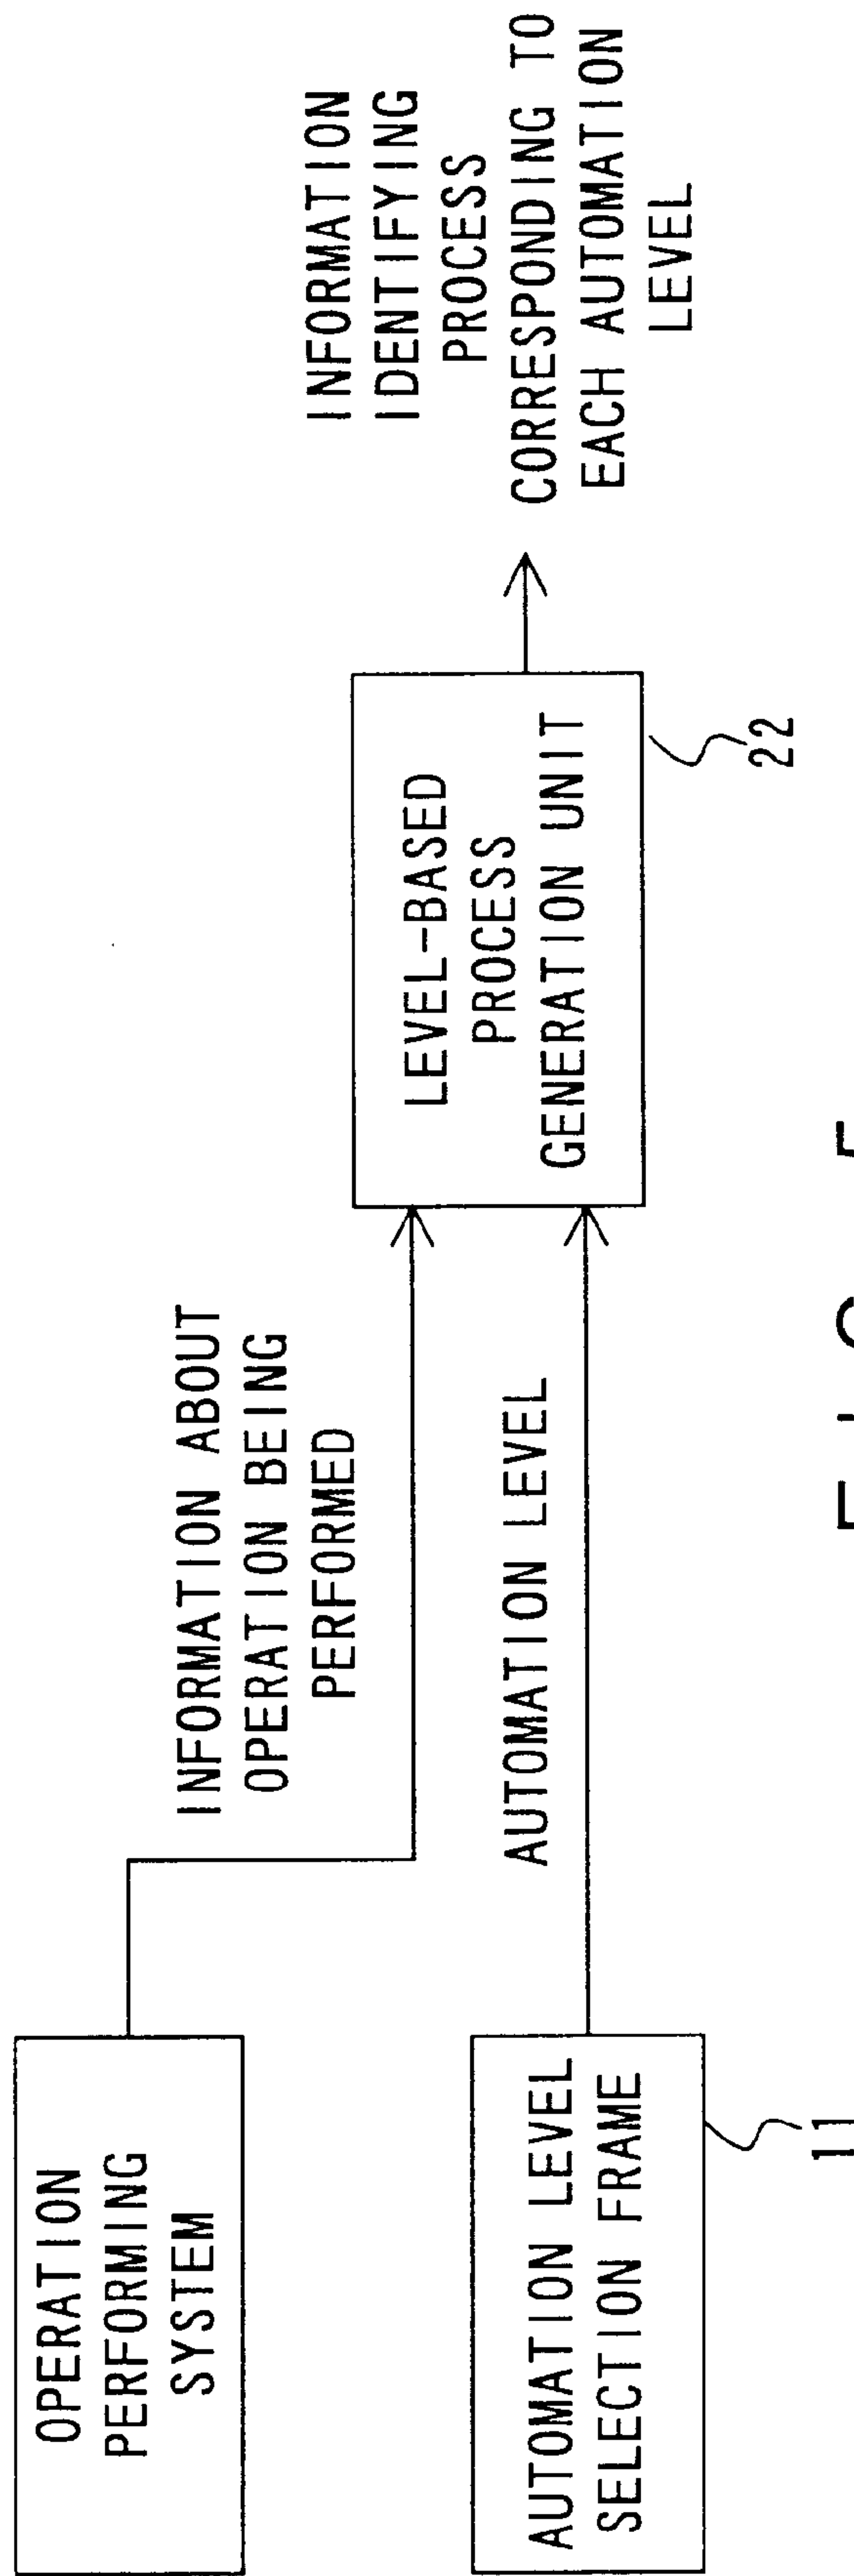 OPERATION
PERFORMING
SYSTEM
INFORMATION ABOUT
OPERATION BEING
PERFORMED
AUTOMATION LEVEL
SELECTION FRAME
11
AUTOMATION LEVEL
LEVEL-BASED
PROCESS
GENERATION UNIT
22
INFORMATION
IDENTIFYING
PROCESS
CORRESPONDING TO
EACH AUTOMATION
LEVEL